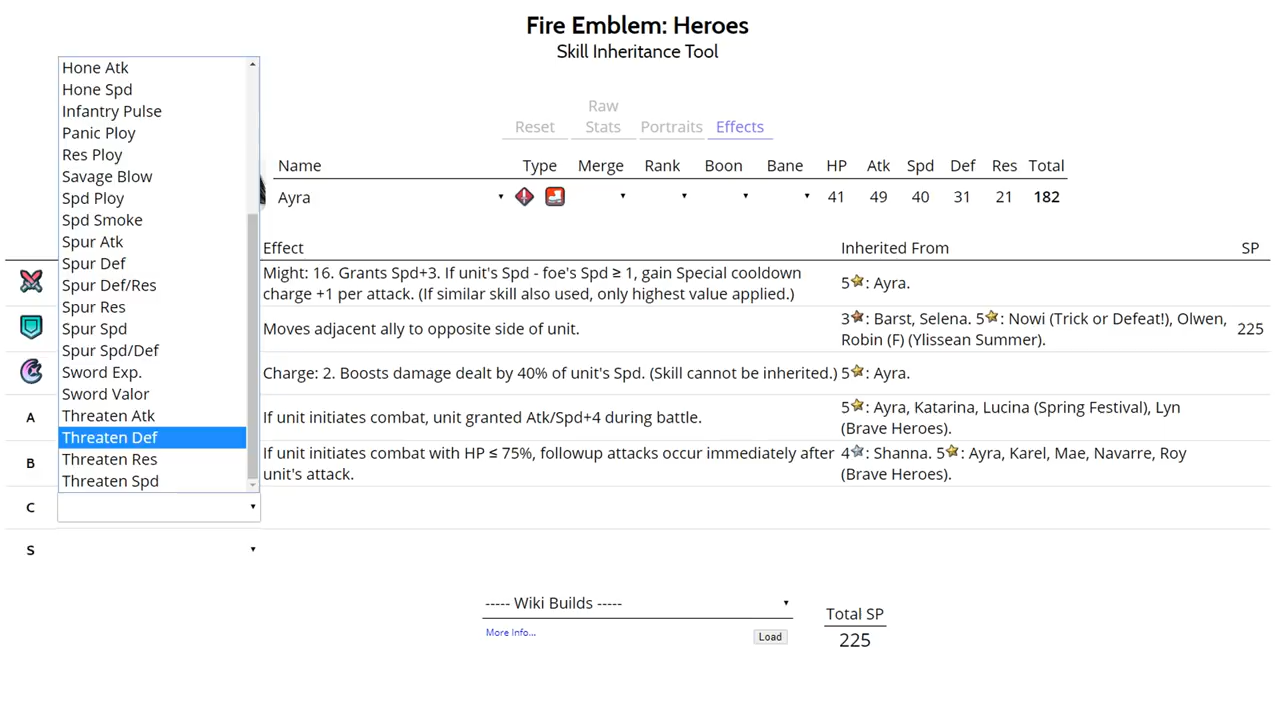 Fire Emblem: Heroes
Skill Inheritance Tool
Reset
Raw
Stats
Portraits
Effects
Name Type Merge Rank Boon Bane HP Atk Spd Def Res Total
Ayra 41 49 40 31 21 182
Hone Atk
Hone Spd
Infantry Pulse
Panic Ploy
Res Ploy
Savage Blow
Spd Ploy
Spd Smoke
Spur Atk
Spur Def
Spur Def/Res
Spur Res
Spur Spd
Spur Spd/Def
Sword Exp.
Sword Valor
Threaten Atk
Threaten Def
Threaten Res
Threaten Spd
Effect Inherited From SP
Might: 16. Grants Spd+3. If unit's Spd - foe's Spd ≥ 1, gain Special cooldown
charge +1 per attack. (If similar skill also used, only highest value applied.)
5⭐: Ayra.
Moves adjacent ally to opposite side of unit.
3⭐: Barst, Selena. 5⭐: Nowi (Trick or Defeat!), Olwen,
Robin (F) (Ylissean Summer).
225
Charge: 2. Boosts damage dealt by 40% of unit's Spd. (Skill cannot be inherited.)
5⭐: Ayra.
A
If unit initiates combat, unit granted Atk/Spd+4 during battle.
5⭐: Ayra, Katarina, Lucina (Spring Festival), Lyn
(Brave Heroes).
B
If unit initiates combat with HP ≤ 75%, followup attacks occur immediately after
unit's attack.
4⭐: Shanna. 5⭐: Ayra, Karel, Mae, Navarre, Roy
(Brave Heroes).
C
S
----- Wiki Builds -----
More Info...
Load
Total SP
225